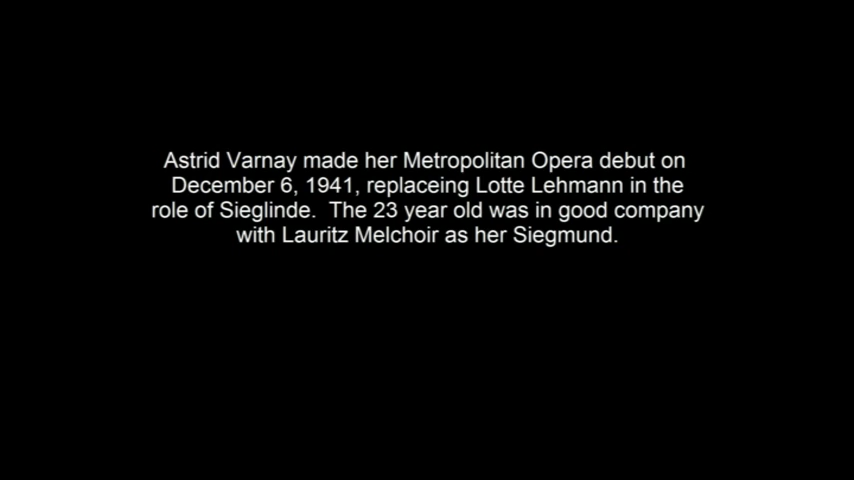 Astrid Varnay made her Metropolitan Opera debut on
December 6, 1941, replaceing Lotte Lehmann in the
role of Sieglinde.  The 23 year old was in good company
with Lauritz Melchoir as her Siegmund.